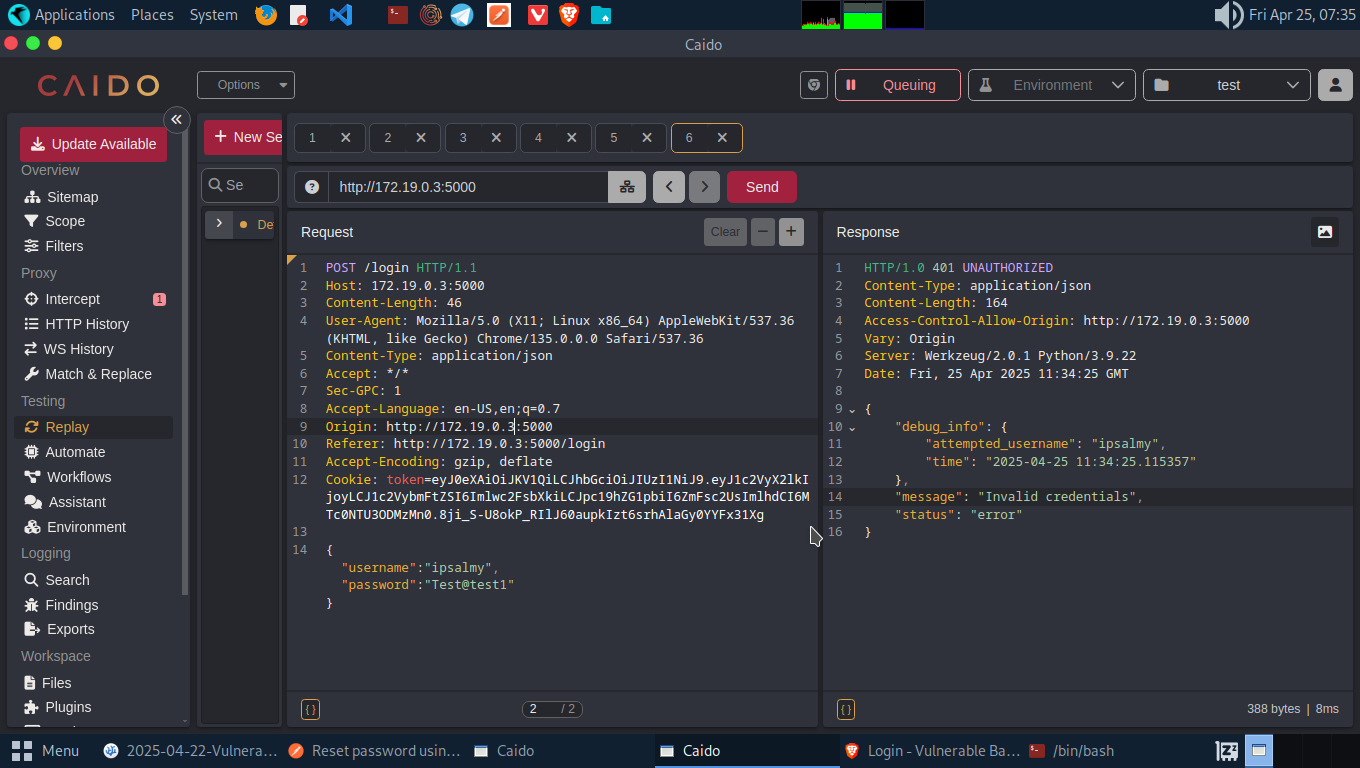 Applications Places System Fri Apr 25, 07:35
Caido
CAIDO Options Queuing Environment test
Update Available
Overview
Sitemap
Scope
Filters
Proxy
Intercept 1
HTTP History
WS History
Match & Replace
Testing
Replay
Automate
Workflows
Assistant
Environment
Logging
Search
Findings
Exports
Workspace
Files
Plugins
+ New Se
Se
De
1 × 2 × 3 × 4 × 5 × 6 ×
? http://172.19.0.3:5000 < > Send
Request Clear − +
1 POST /login HTTP/1.1
2 Host: 172.19.0.3:5000
3 Content-Length: 46
4 User-Agent: Mozilla/5.0 (X11; Linux x86_64) AppleWebKit/537.36
(KHTML, like Gecko) Chrome/135.0.0.0 Safari/537.36
5 Content-Type: application/json
6 Accept: */*
7 Sec-GPC: 1
8 Accept-Language: en-US,en;q=0.7
9 Origin: http://172.19.0.3:5000
10 Referer: http://172.19.0.3:5000/login
11 Accept-Encoding: gzip, deflate
12 Cookie: token=eyJ0eXAiOiJKV1QiLCJhbGciOiJIUzI1NiJ9.eyJ1c2VyX2lkI
joyLCJ1c2VybmFtZSI6Imlwc2FsbXkiLCJpc19hZG1pbiI6ZmFsc2UsImlhdCI6M
Tc0NTU3ODMzMn0.8ji_S-U8okP_RIlJ60aupkIzt6srhAlaGy0YYFx31Xg
13
14 {
"username":"ipsalmy",
"password":"Test@test1"
}
{} 2 / 2
Response
1 HTTP/1.0 401 UNAUTHORIZED
2 Content-Type: application/json
3 Content-Length: 164
4 Access-Control-Allow-Origin: http://172.19.0.3:5000
5 Vary: Origin
6 Server: Werkzeug/2.0.1 Python/3.9.22
7 Date: Fri, 25 Apr 2025 11:34:25 GMT
8
9 {
10 "debug_info": {
11 "attempted_username": "ipsalmy",
12 "time": "2025-04-25 11:34:25.115357"
13 },
14 "message": "Invalid credentials",
15 "status": "error"
16 }
{} 388 bytes | 8ms
Menu 2025-04-22-Vulnera... Reset password usin... Caido Caido Login - Vulnerable Ba... /bin/bash